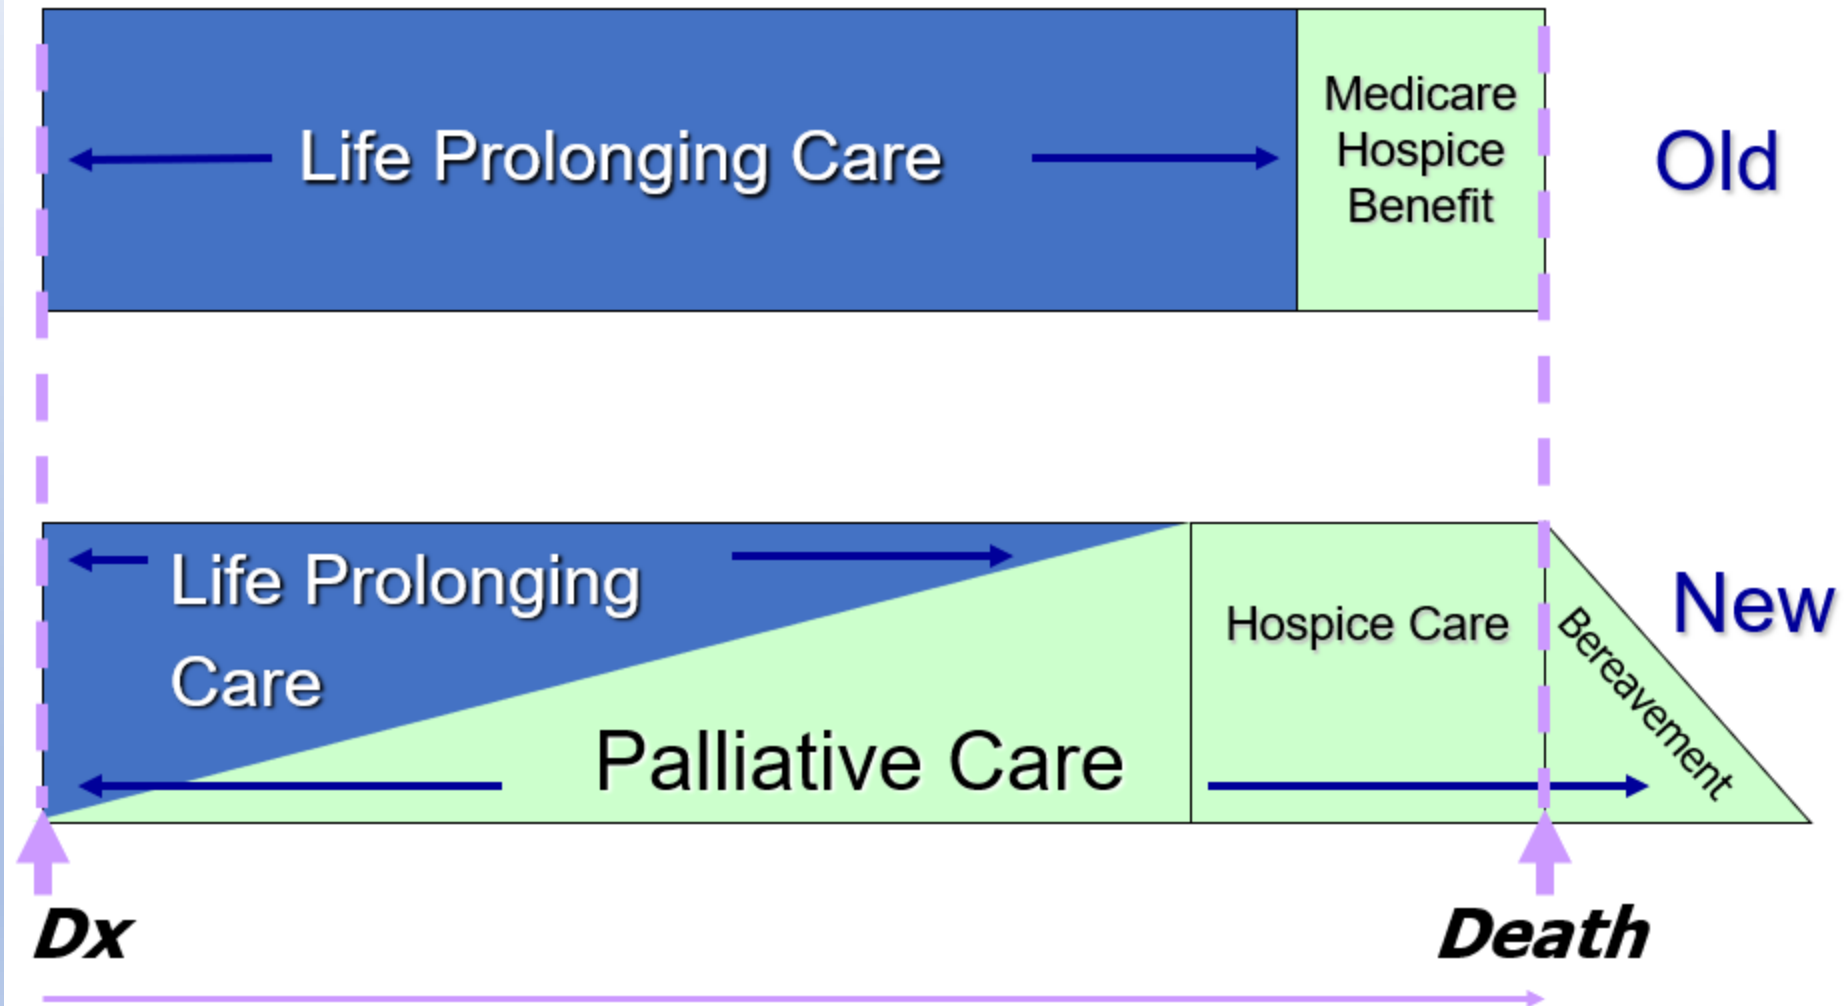 Life Prolonging Care
Medicare
Hospice
Benefit
Old
Life Prolonging
Care
Palliative Care
Hospice Care
Bereavement
New
Dx
Death